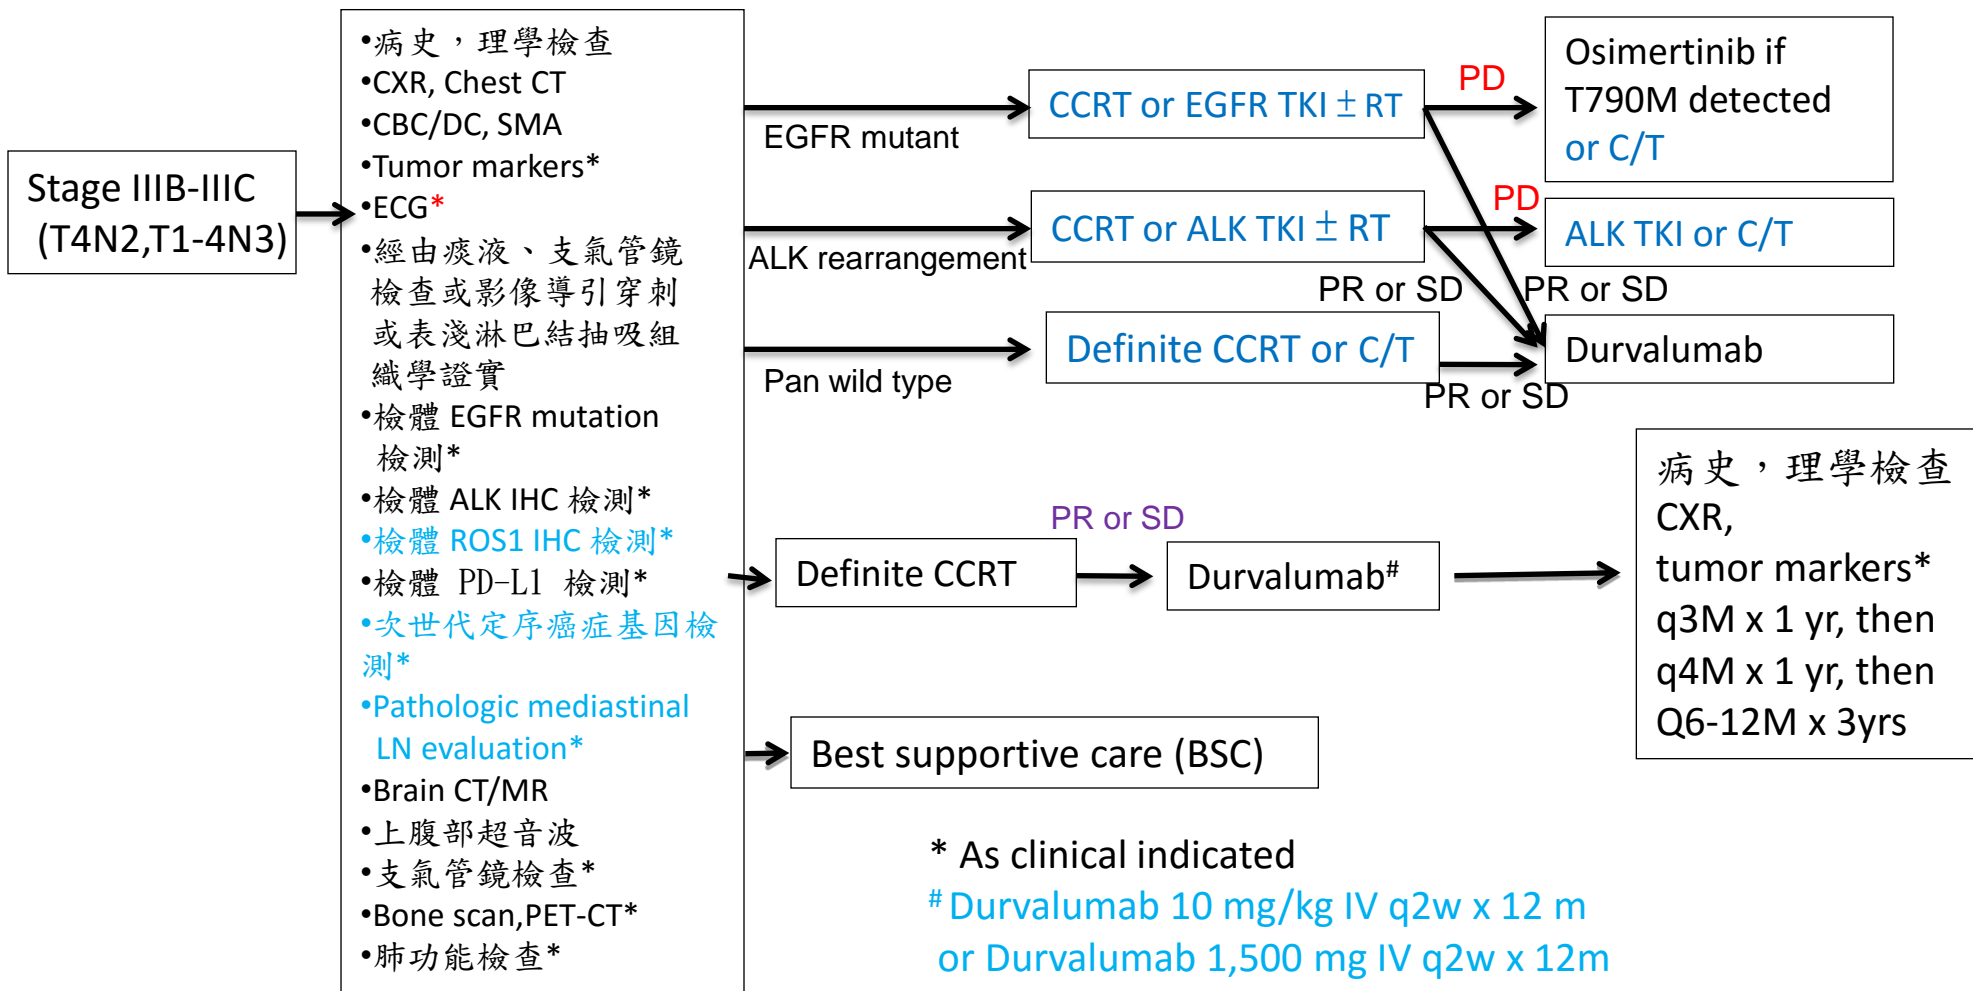 Stage IIIB-IIIC
(T4N2,T1-4N3)
•病史，理學檢查
•CXR, Chest CT
•CBC/DC, SMA
•Tumor markers*
•ECG*
•經由痰液、支氣管鏡
檢查或影像導引穿刺
或表淺淋巴結抽吸組
織學證實
•檢體 EGFR mutation
檢測*
•檢體 ALK IHC 檢測*
•檢體 ROS1 IHC 檢測*
•檢體 PD-L1 檢測*
•次世代定序癌症基因檢
測*
•Pathologic mediastinal
LN evaluation*
•Brain CT/MR
•上腹部超音波
•支氣管鏡檢查*
•Bone scan,PET-CT*
•肺功能檢查*
EGFR mutant
CCRT or EGFR TKI ± RT
PD
Osimertinib if
T790M detected
or C/T
ALK rearrangement
CCRT or ALK TKI ± RT
PD
ALK TKI or C/T
PR or SD
PR or SD
Pan wild type
Definite CCRT or C/T
PR or SD
Durvalumab
Definite CCRT
PR or SD
Durvalumab#
病史，理學檢查
CXR,
tumor markers*
q3M x 1 yr, then
q4M x 1 yr, then
Q6-12M x 3yrs
Best supportive care (BSC)
* As clinical indicated
# Durvalumab 10 mg/kg IV q2w x 12 m
or Durvalumab 1,500 mg IV q2w x 12m